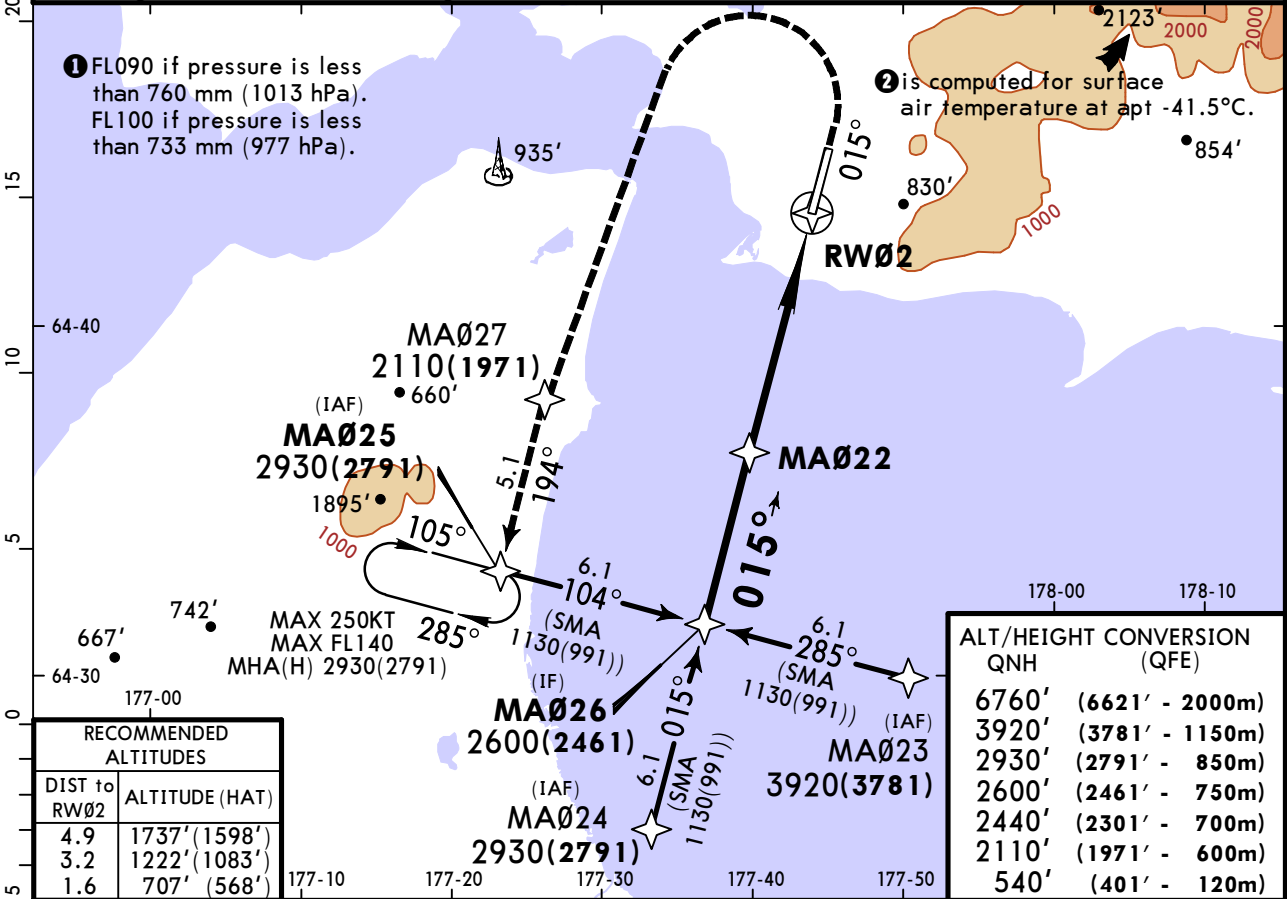 20
❶ FL090 if pressure is less
than 760 mm (1013 hPa).
FL100 if pressure is less
than 733 mm (977 hPa).
2123'
2000
2000
❷ is computed for surface
air temperature at apt -41.5°C.
935'
854'
015°
15
830'
1000
RWØ2
64-40
MAØ27
2110(1971)
10
660'
(IAF)
MAØ25
2930(2791)
MAØ22
5.1
194°
1895'
1000
105°
5
015°
6.1
104°
(SMA
1130(991))
178-00
178-10
742'
667'
MAX 250KT
MAX FL140
MHA(H) 2930(2791)
285°
6.1
285°
(SMA
1130(991))
64-30
177-00
(IF)
MAØ26
2600(2461)
015°
6.1
(SMA
1130(991))
(IAF)
MAØ23
3920(3781)
0
(IAF)
MAØ24
2930(2791)
5
177-10
177-20
177-30
177-40
177-50
RECOMMENDED
ALTITUDES
DIST to RWØ2 ALTITUDE (HAT)
4.9 1737'(1598')
3.2 1222'(1083')
1.6 707' (568')
ALT/HEIGHT CONVERSION
QNH (QFE)
6760' (6621' - 2000m)
3920' (3781' - 1150m)
2930' (2791' - 850m)
2600' (2461' - 750m)
2440' (2301' - 700m)
2110' (1971' - 600m)
540' (401' - 120m)